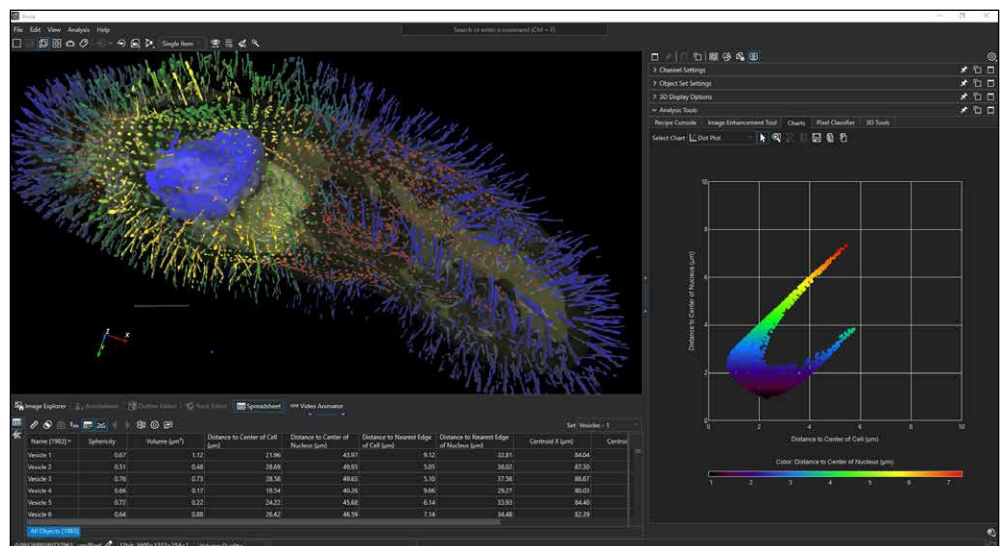 File Edit View Analysis Help
Search or enter a command (Ctrl + F)
Single Item
Channel Settings
Object Set Settings
3D Display Options
Analysis Tools
Recipe Console Image Enhancement Tool Charts Pixel Classifier 3D Tools
Select Chart Dot Plot
10
8
6
4
2
0
Distance to Center of Nucleus (µm)
0 2 4 6 8 10
Distance to Center of Cell (µm)
Color: Distance to Center of Nucleus (µm)
1 2 3 4 5 6 7
z
x
Image Explorer Annotations Outline Editor Track Editor Spreadsheet Video Animator
Set: Vesicles - 1
Name [1983] Sphericity Volume (µm³) Distance to Center of Cell (µm) Distance to Center of Nucleus (µm) Distance to Nearest Edge of Cell (µm) Distance to Nearest Edge of Nucleus (µm) Centroid X (µm) Centroi
Vesicle 1 0.67 1.12 21.96 43.97 9.12 32.81 84.04
Vesicle 2 0.51 0.48 28.69 49.93 5.05 38.02 87.30
Vesicle 3 0.76 0.73 28.58 49.63 5.10 37.56 86.67
Vesicle 4 0.66 0.17 18.54 40.26 9.66 29.27 80.03
Vesicle 5 0.72 0.22 24.22 45.68 6.14 33.93 84.40
Vesicle 6 0.64 0.88 26.42 46.59 7.14 34.48 82.39
All Objects [1983]